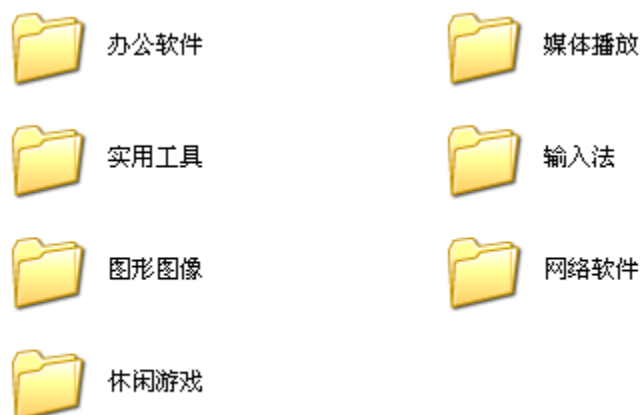 办公软件
媒体播放
实用工具
输入法
图形图像
网络软件
休闲游戏